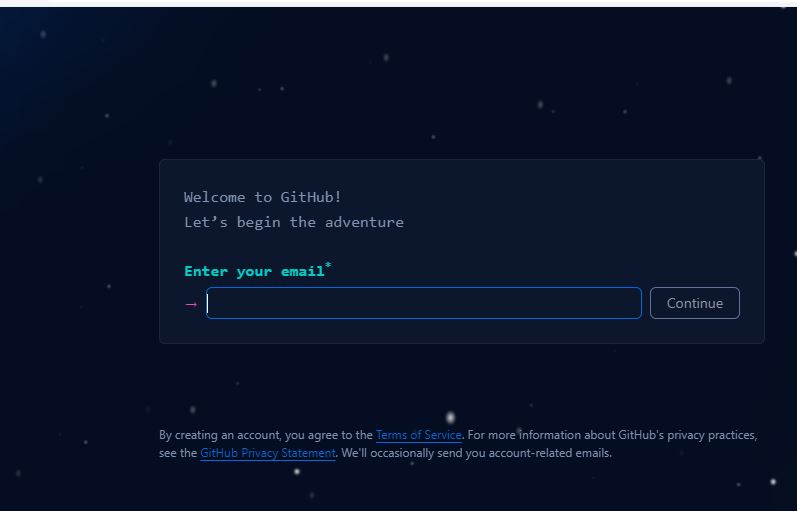 Welcome to GitHub!
Let’s begin the adventure
Enter your email*
→
Continue
By creating an account, you agree to the Terms of Service. For more information about GitHub's privacy practices,
see the GitHub Privacy Statement. We'll occasionally send you account-related emails.